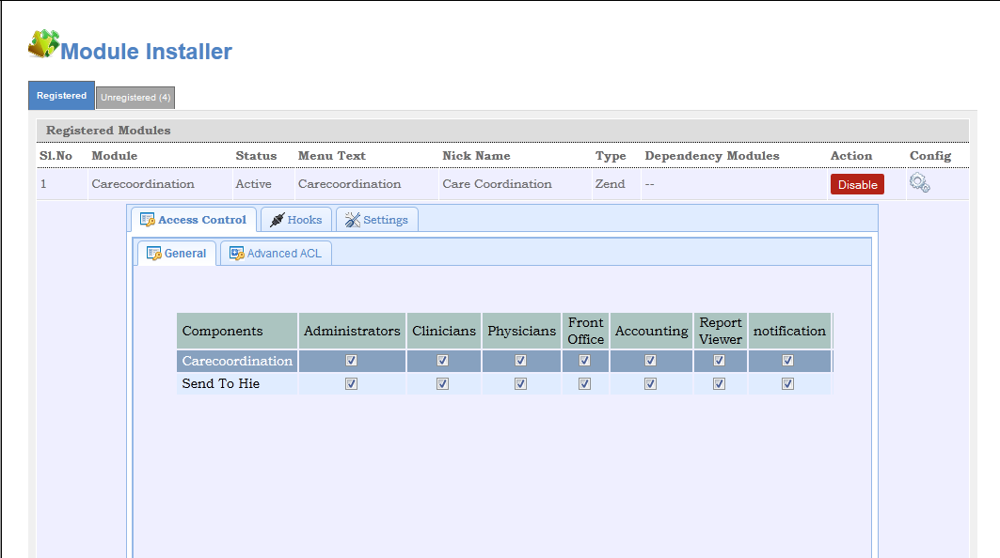 Module Installer
Registered
Unregistered (4)
Registered Modules
Sl.No Module Status Menu Text Nick Name Type Dependency Modules Action Config
1 Carecoordination Active Carecoordination Care Coordination Zend -- Disable
Access Control Hooks Settings
General Advanced ACL
Components Administrators Clinicians Physicians Front Office Accounting Report Viewer notification
Carecoordination
Send To Hie